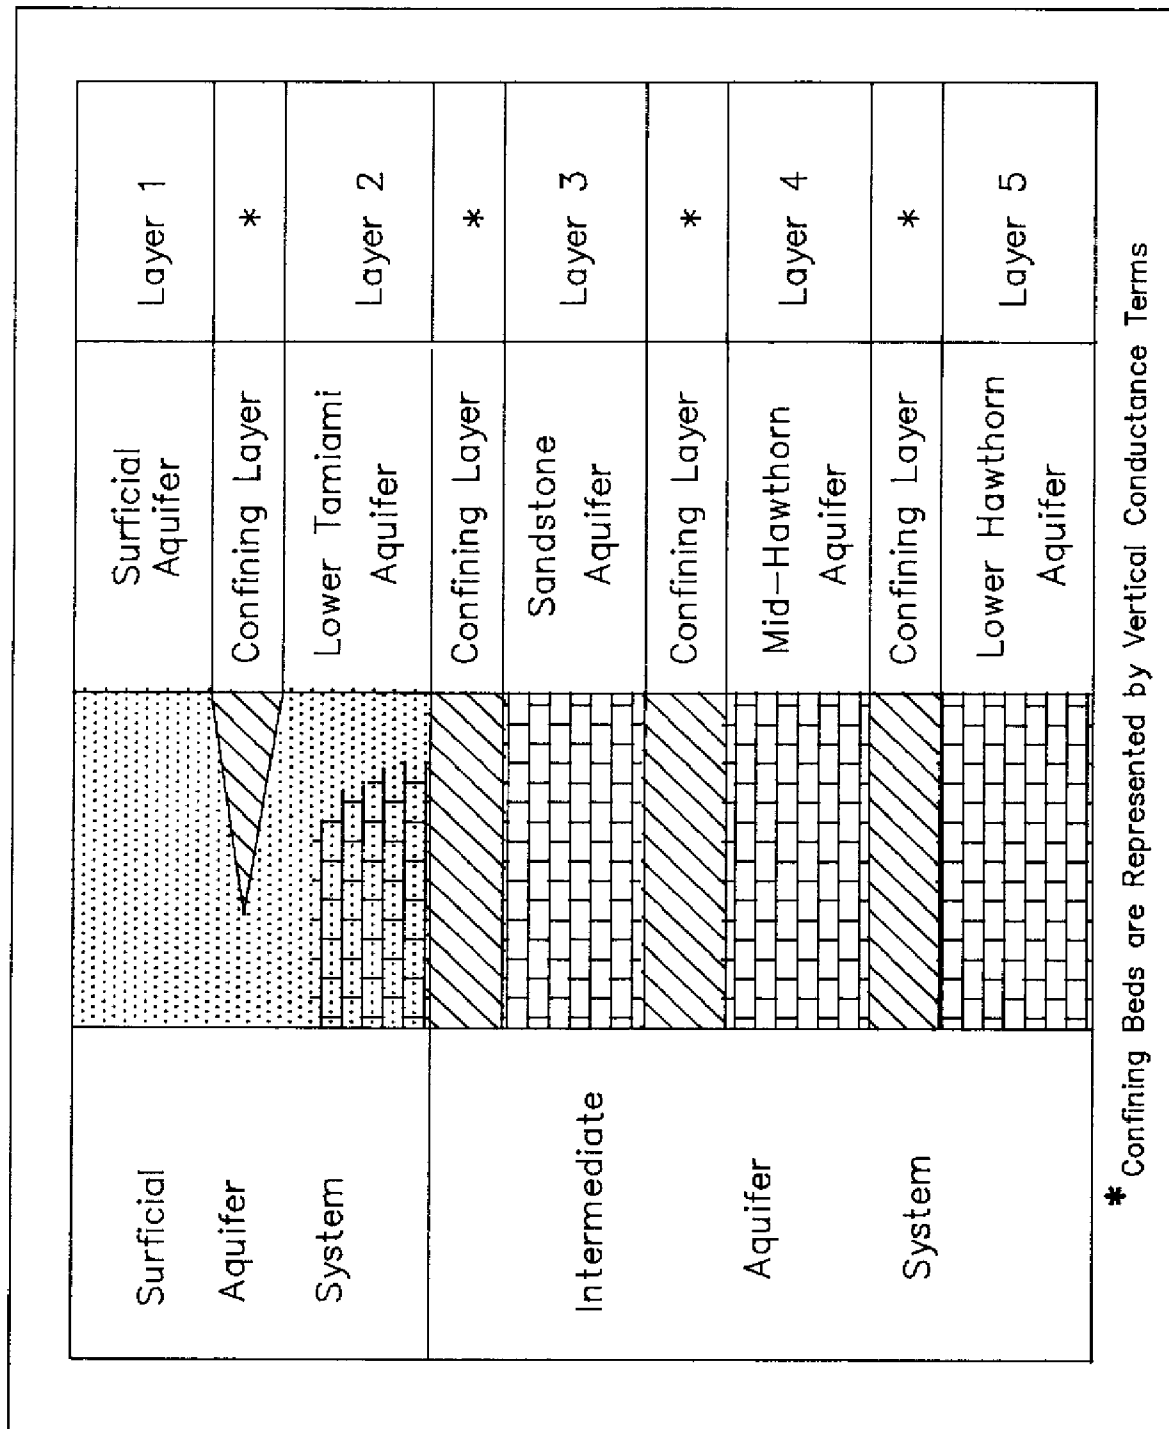 Surficial
Aquifer
System
Intermediate
Aquifer
System
Surficial
Aquifer
Confining Layer
Lower Tamiami
Aquifer
Confining Layer
Sandstone
Aquifer
Confining Layer
Mid-Hawthorn
Aquifer
Confining Layer
Lower Hawthorn
Aquifer
Layer 1
*
Layer 2
*
Layer 3
*
Layer 4
*
Layer 5
* Confining Beds are Represented by Vertical Conductance Terms